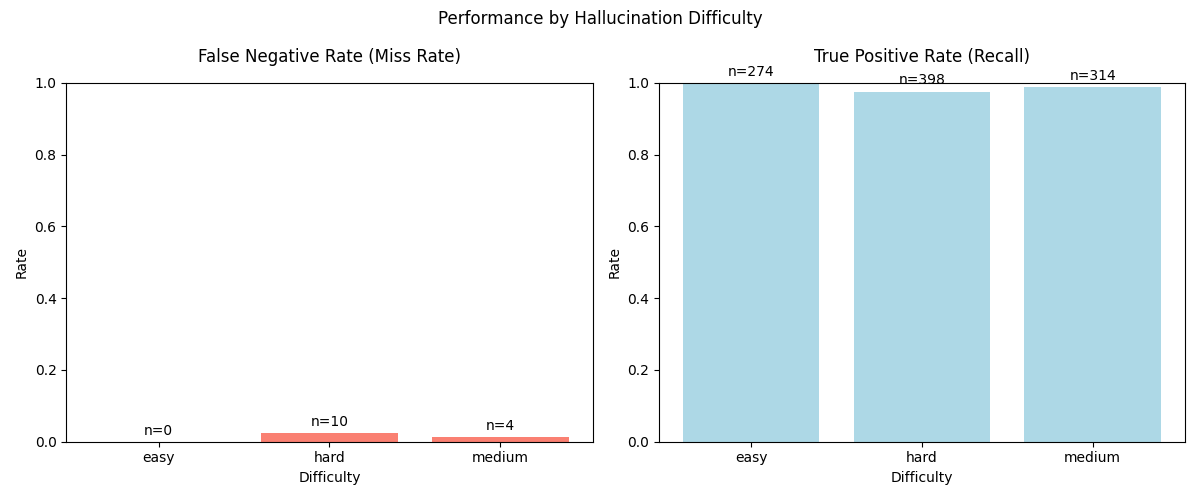 Performance by Hallucination Difficulty
False Negative Rate (Miss Rate)
1.0
0.8
0.6
0.4
0.2
0.0
Rate
n=0
n=10
n=4
easy
hard
medium
Difficulty
True Positive Rate (Recall)
1.0
0.8
0.6
0.4
0.2
0.0
Rate
n=274
n=398
n=314
easy
hard
medium
Difficulty